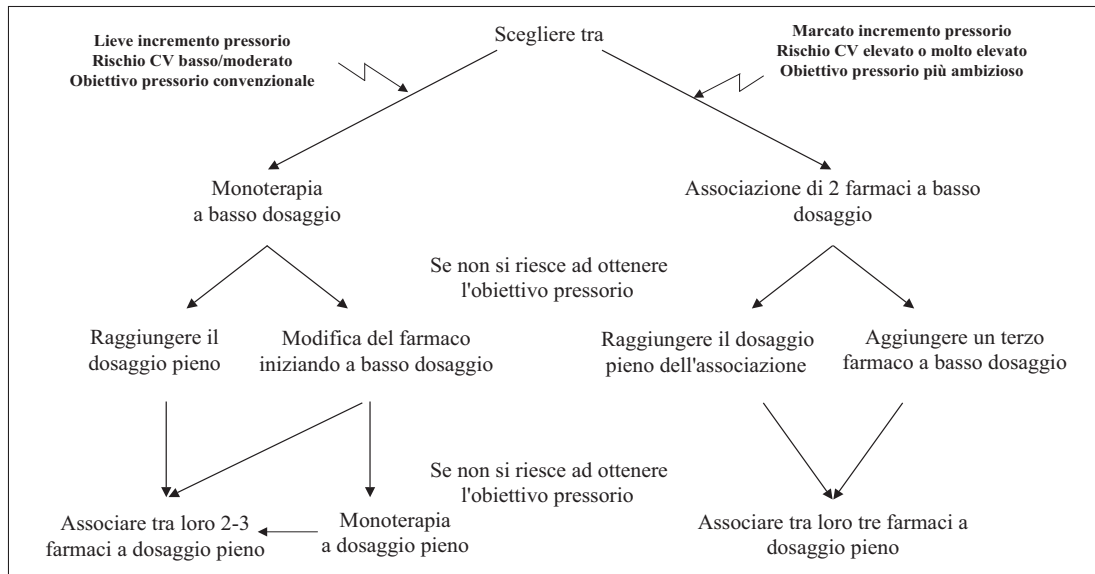 Scegliere tra
Lieve incremento pressorio
Rischio CV basso/moderato
Obiettivo pressorio convenzionale
Marcato incremento pressorio
Rischio CV elevato o molto elevato
Obiettivo pressorio più ambizioso
Monoterapia
a basso dosaggio
Associazione di 2 farmaci a basso
dosaggio
Se non si riesce ad ottenere
l'obiettivo pressorio
Raggiungere il
dosaggio pieno
Modifica del farmaco
iniziando a basso dosaggio
Raggiungere il dosaggio
pieno dell'associazione
Aggiungere un terzo
farmaco a basso dosaggio
Se non si riesce ad ottenere
l'obiettivo pressorio
Associare tra loro 2-3
farmaci a dosaggio pieno
Monoterapia
a dosaggio pieno
Associare tra loro tre farmaci a
dosaggio pieno